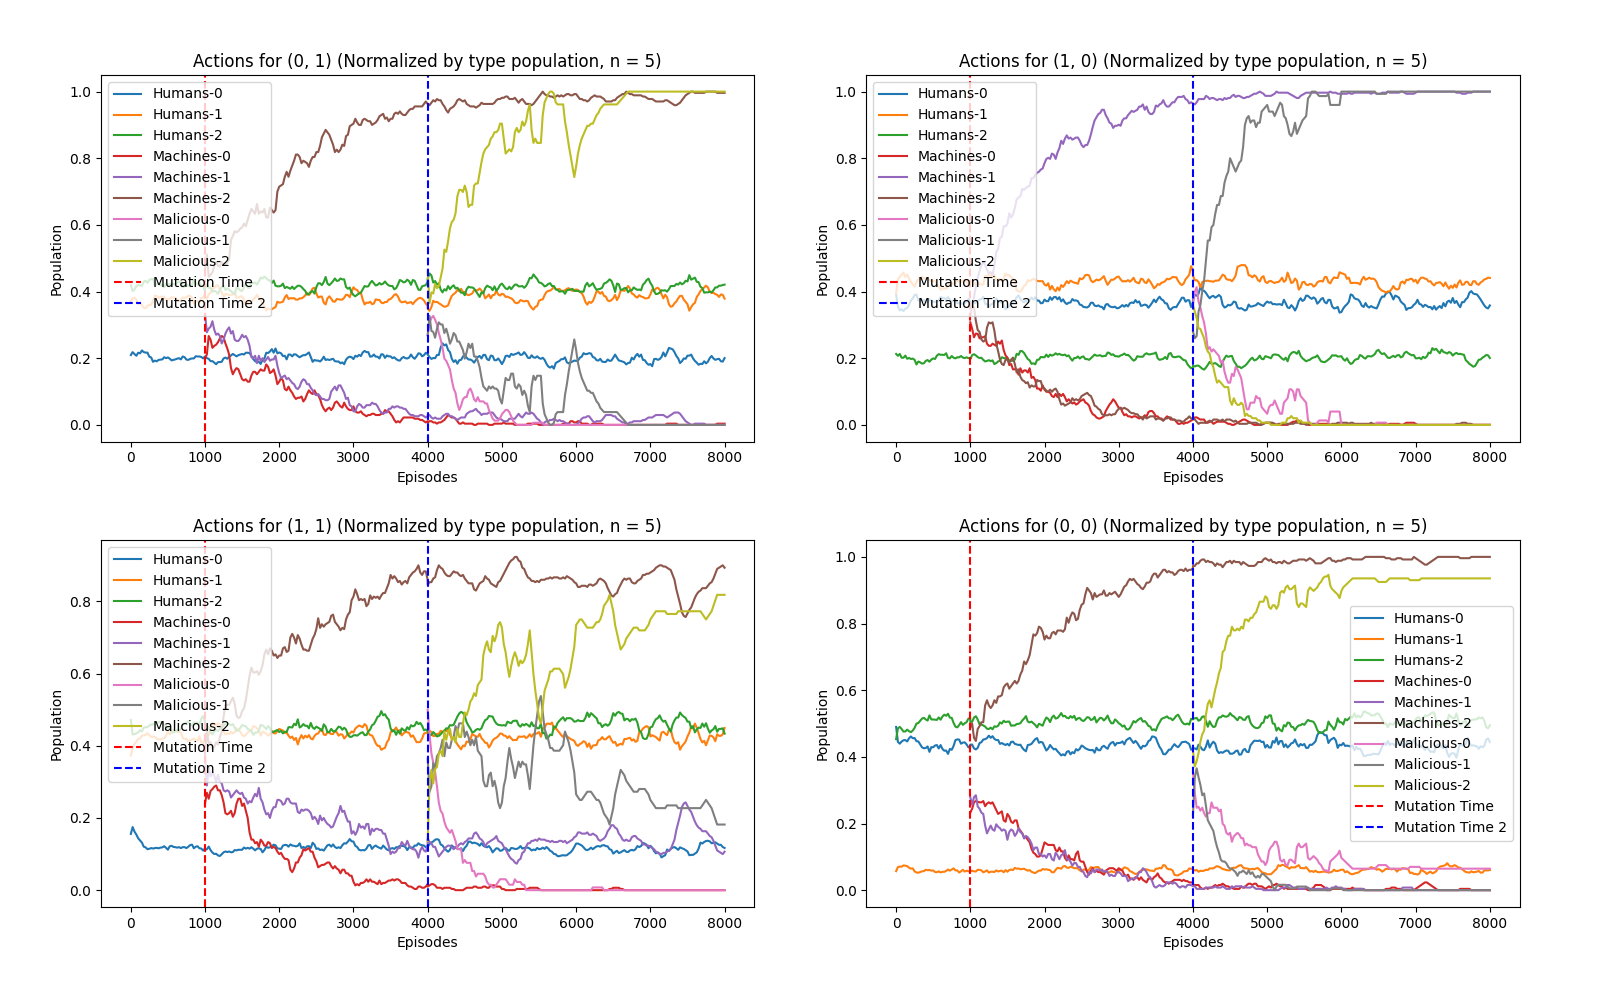 Actions for (0, 1) (Normalized by type population, n = 5)
Population
1.0
0.8
0.6
0.4
0.2
0.0
Humans-0
Humans-1
Humans-2
Machines-0
Machines-1
Machines-2
Malicious-0
Malicious-1
Malicious-2
Mutation Time
Mutation Time 2
0 1000 2000 3000 4000 5000 6000 7000 8000
Episodes
Actions for (1, 0) (Normalized by type population, n = 5)
Population
1.0
0.8
0.6
0.4
0.2
0.0
Humans-0
Humans-1
Humans-2
Machines-0
Machines-1
Machines-2
Malicious-0
Malicious-1
Malicious-2
Mutation Time
Mutation Time 2
0 1000 2000 3000 4000 5000 6000 7000 8000
Episodes
Actions for (1, 1) (Normalized by type population, n = 5)
Population
0.8
0.6
0.4
0.2
0.0
Humans-0
Humans-1
Humans-2
Machines-0
Machines-1
Machines-2
Malicious-0
Malicious-1
Malicious-2
Mutation Time
Mutation Time 2
0 1000 2000 3000 4000 5000 6000 7000 8000
Episodes
Actions for (0, 0) (Normalized by type population, n = 5)
Population
1.0
0.8
0.6
0.4
0.2
0.0
Humans-0
Humans-1
Humans-2
Machines-0
Machines-1
Machines-2
Malicious-0
Malicious-1
Malicious-2
Mutation Time
Mutation Time 2
0 1000 2000 3000 4000 5000 6000 7000 8000
Episodes